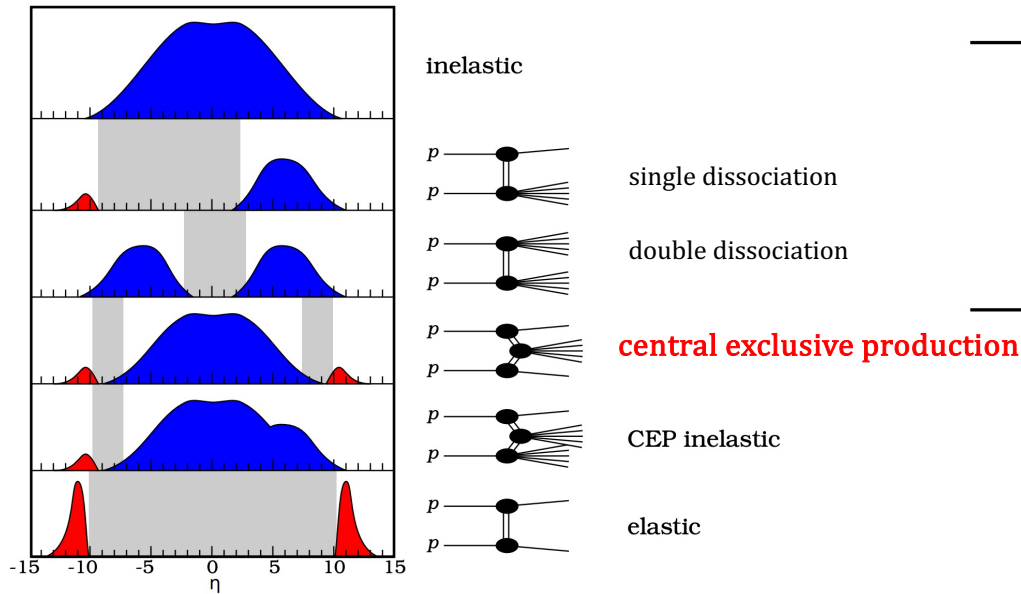 inelastic
p
p
single dissociation
p
p
double dissociation
p
p
central exclusive production
p
p
CEP inelastic
p
p
elastic
-15 -10 -5 0 5 10 15
η